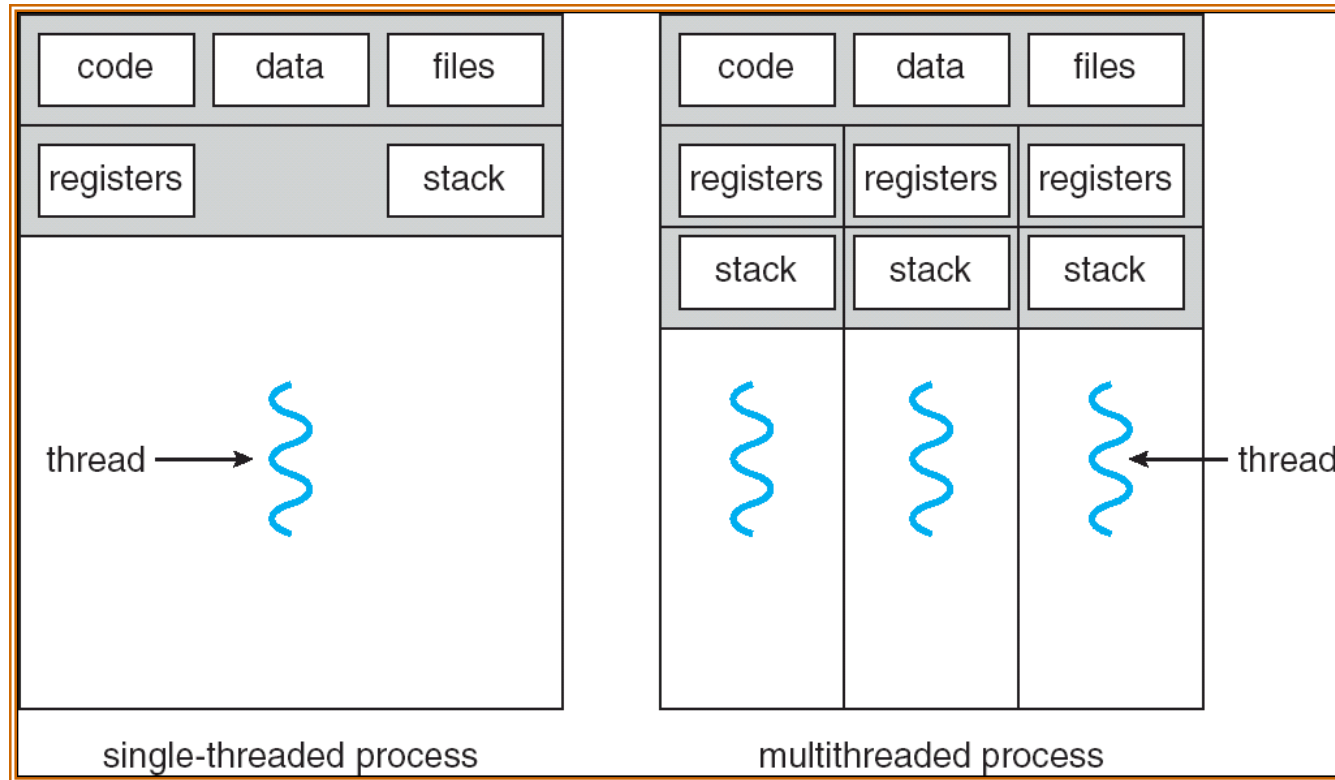 code data files
registers stack
thread
single-threaded process
code data files
registers registers registers
stack stack stack
thread
multithreaded process